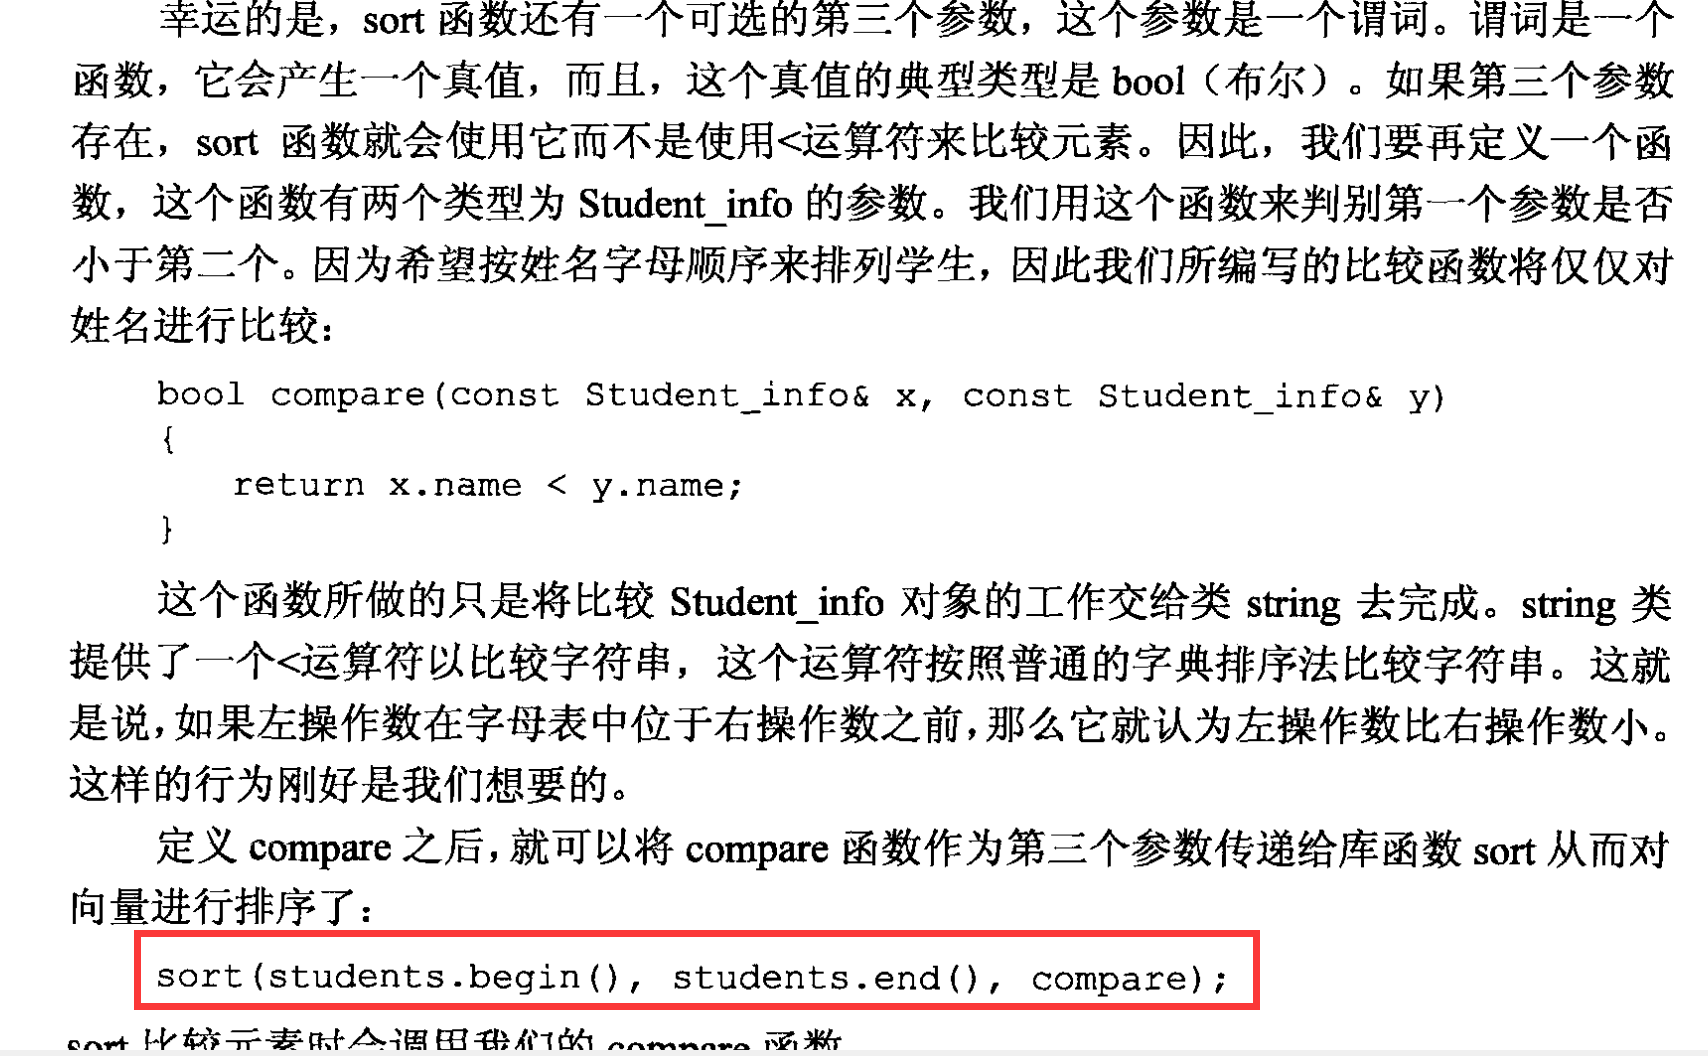 幸运的是，sort 函数还有一个可选的第三个参数，这个参数是一个谓词。谓词是一个
函数，它会产生一个真值，而且，这个真值的典型类型是 bool（布尔）。如果第三个参数
存在，sort 函数就会使用它而不是使用<运算符来比较元素。因此，我们要再定义一个函
数，这个函数有两个类型为 Student_info 的参数。我们用这个函数来判别第一个参数是否
小于第二个。因为希望按姓名字母顺序来排列学生，因此我们所编写的比较函数将仅仅对
姓名进行比较：
bool compare(const Student_info& x, const Student_info& y)
{
return x.name < y.name;
}
这个函数所做的只是将比较 Student_info 对象的工作交给类 string 去完成。string 类
提供了一个<运算符以比较字符串，这个运算符按照普通的字典排序法比较字符串。这就
是说，如果左操作数在字母表中位于右操作数之前，那么它就认为左操作数比右操作数小。
这样的行为刚好是我们想要的。
定义 compare 之后，就可以将 compare 函数作为第三个参数传递给库函数 sort 从而对
向量进行排序了：
sort(students.begin(), students.end(), compare);
sort 比较元素时会调用我们的 compare 函数